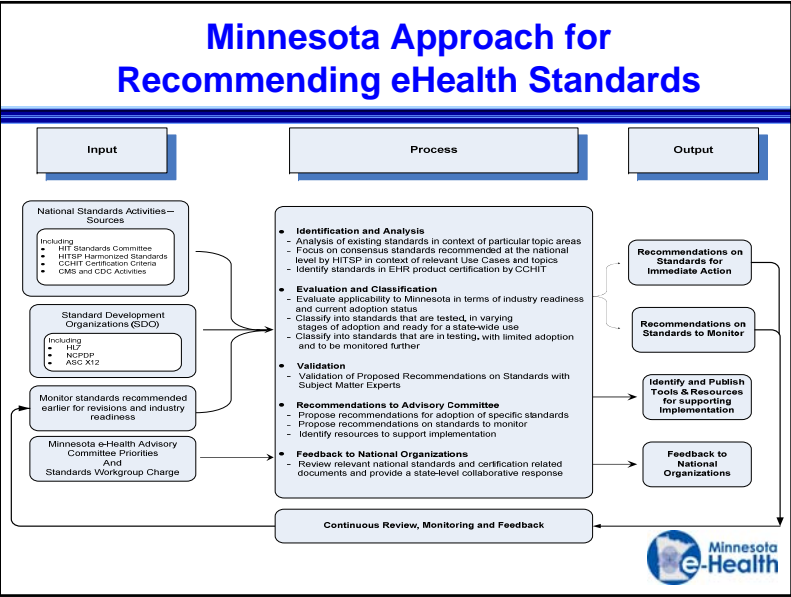 Minnesota Approach for
Recommending eHealth Standards
Input
Process
Output
National Standards Activities—
Sources
Including
• HIT Standards Committee
• HITSP Harmonized Standards
• CCHIT Certification Criteria
• CMS and CDC Activities
Standard Development
Organizations (SDO)
Including
• HL7
• NCPDP
• ASC X12
Monitor standards recommended
earlier for revisions and industry
readiness
Minnesota e-Health Advisory
Committee Priorities
And
Standards Workgroup Charge
• Identification and Analysis
- Analysis of existing standards in context of particular topic areas
- Focus on consensus standards recommended at the national
level by HITSP in context of relevant Use Cases and topics
- Identify standards in EHR product certification by CCHIT
• Evaluation and Classification
- Evaluate applicability to Minnesota in terms of industry readiness
and current adoption status
- Classify into standards that are tested, in varying
stages of adoption and ready for a state-wide use
- Classify into standards that are in testing, with limited adoption
and to be monitored further
• Validation
- Validation of Proposed Recommendations on Standards with
Subject Matter Experts
• Recommendations to Advisory Committee
- Propose recommendations for adoption of specific standards
- Propose recommendations on standards to monitor
- Identify resources to support implementation
• Feedback to National Organizations
- Review relevant national standards and certification related
documents and provide a state-level collaborative response
Recommendations on
Standards for
Immediate Action
Recommendations on
Standards to Monitor
Identify and Publish
Tools & Resources
for supporting
Implementation
Feedback to
National
Organizations
Continuous Review, Monitoring and Feedback
Minnesota
e-Health